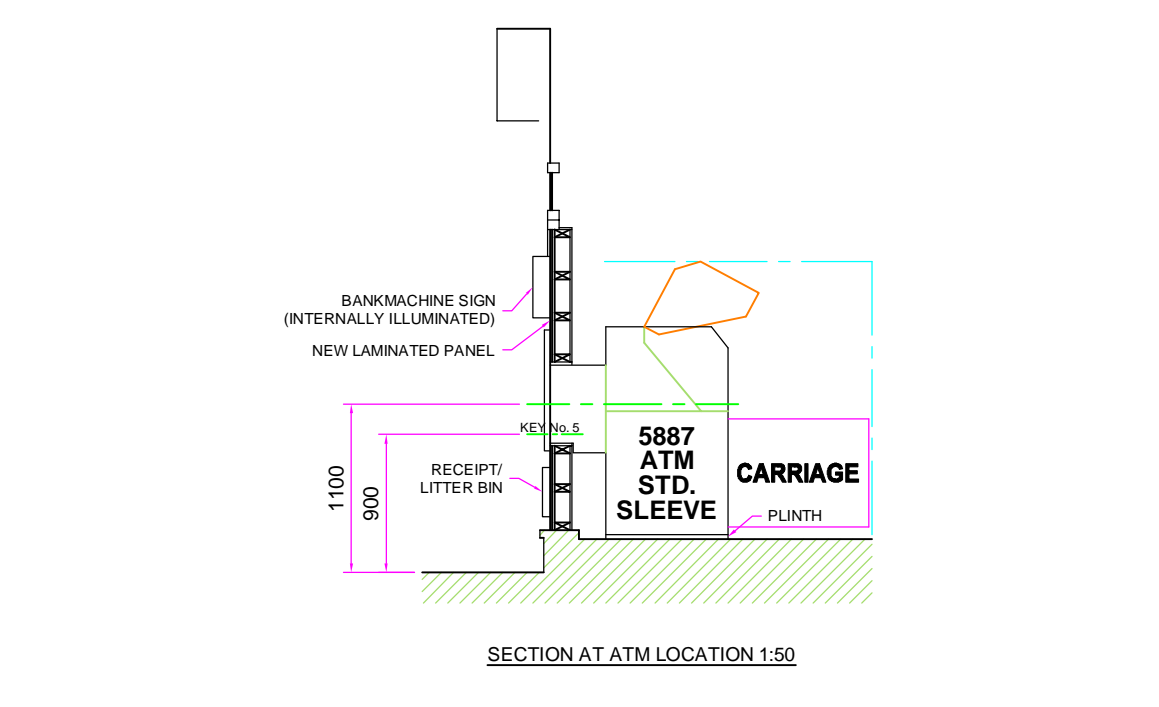 BANKMACHINE SIGN
(INTERNALLY ILLUMINATED)
NEW LAMINATED PANEL
KEY No. 5
1100
900
RECEIPT/
LITTER BIN
5887
ATM
STD.
SLEEVE
CARRIAGE
PLINTH
SECTION AT ATM LOCATION 1:50